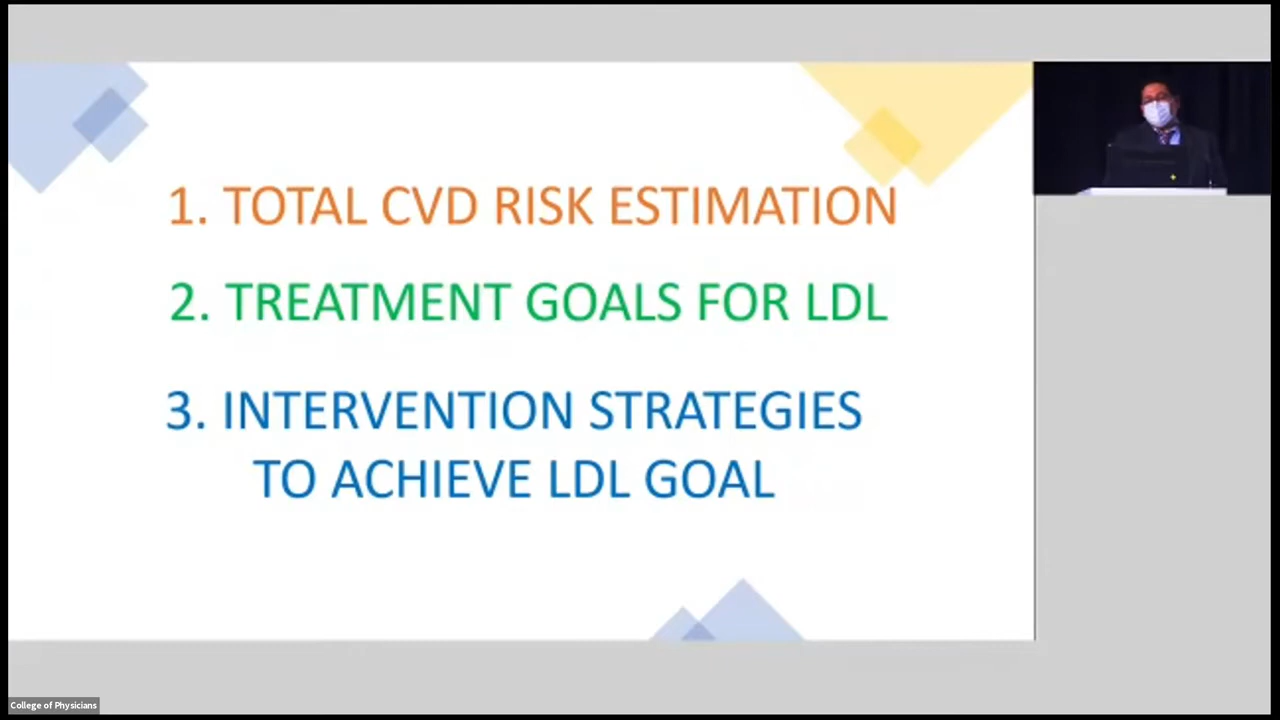 1. TOTAL CVD RISK ESTIMATION
2. TREATMENT GOALS FOR LDL
3. INTERVENTION STRATEGIES
TO ACHIEVE LDL GOAL
College of Physicians